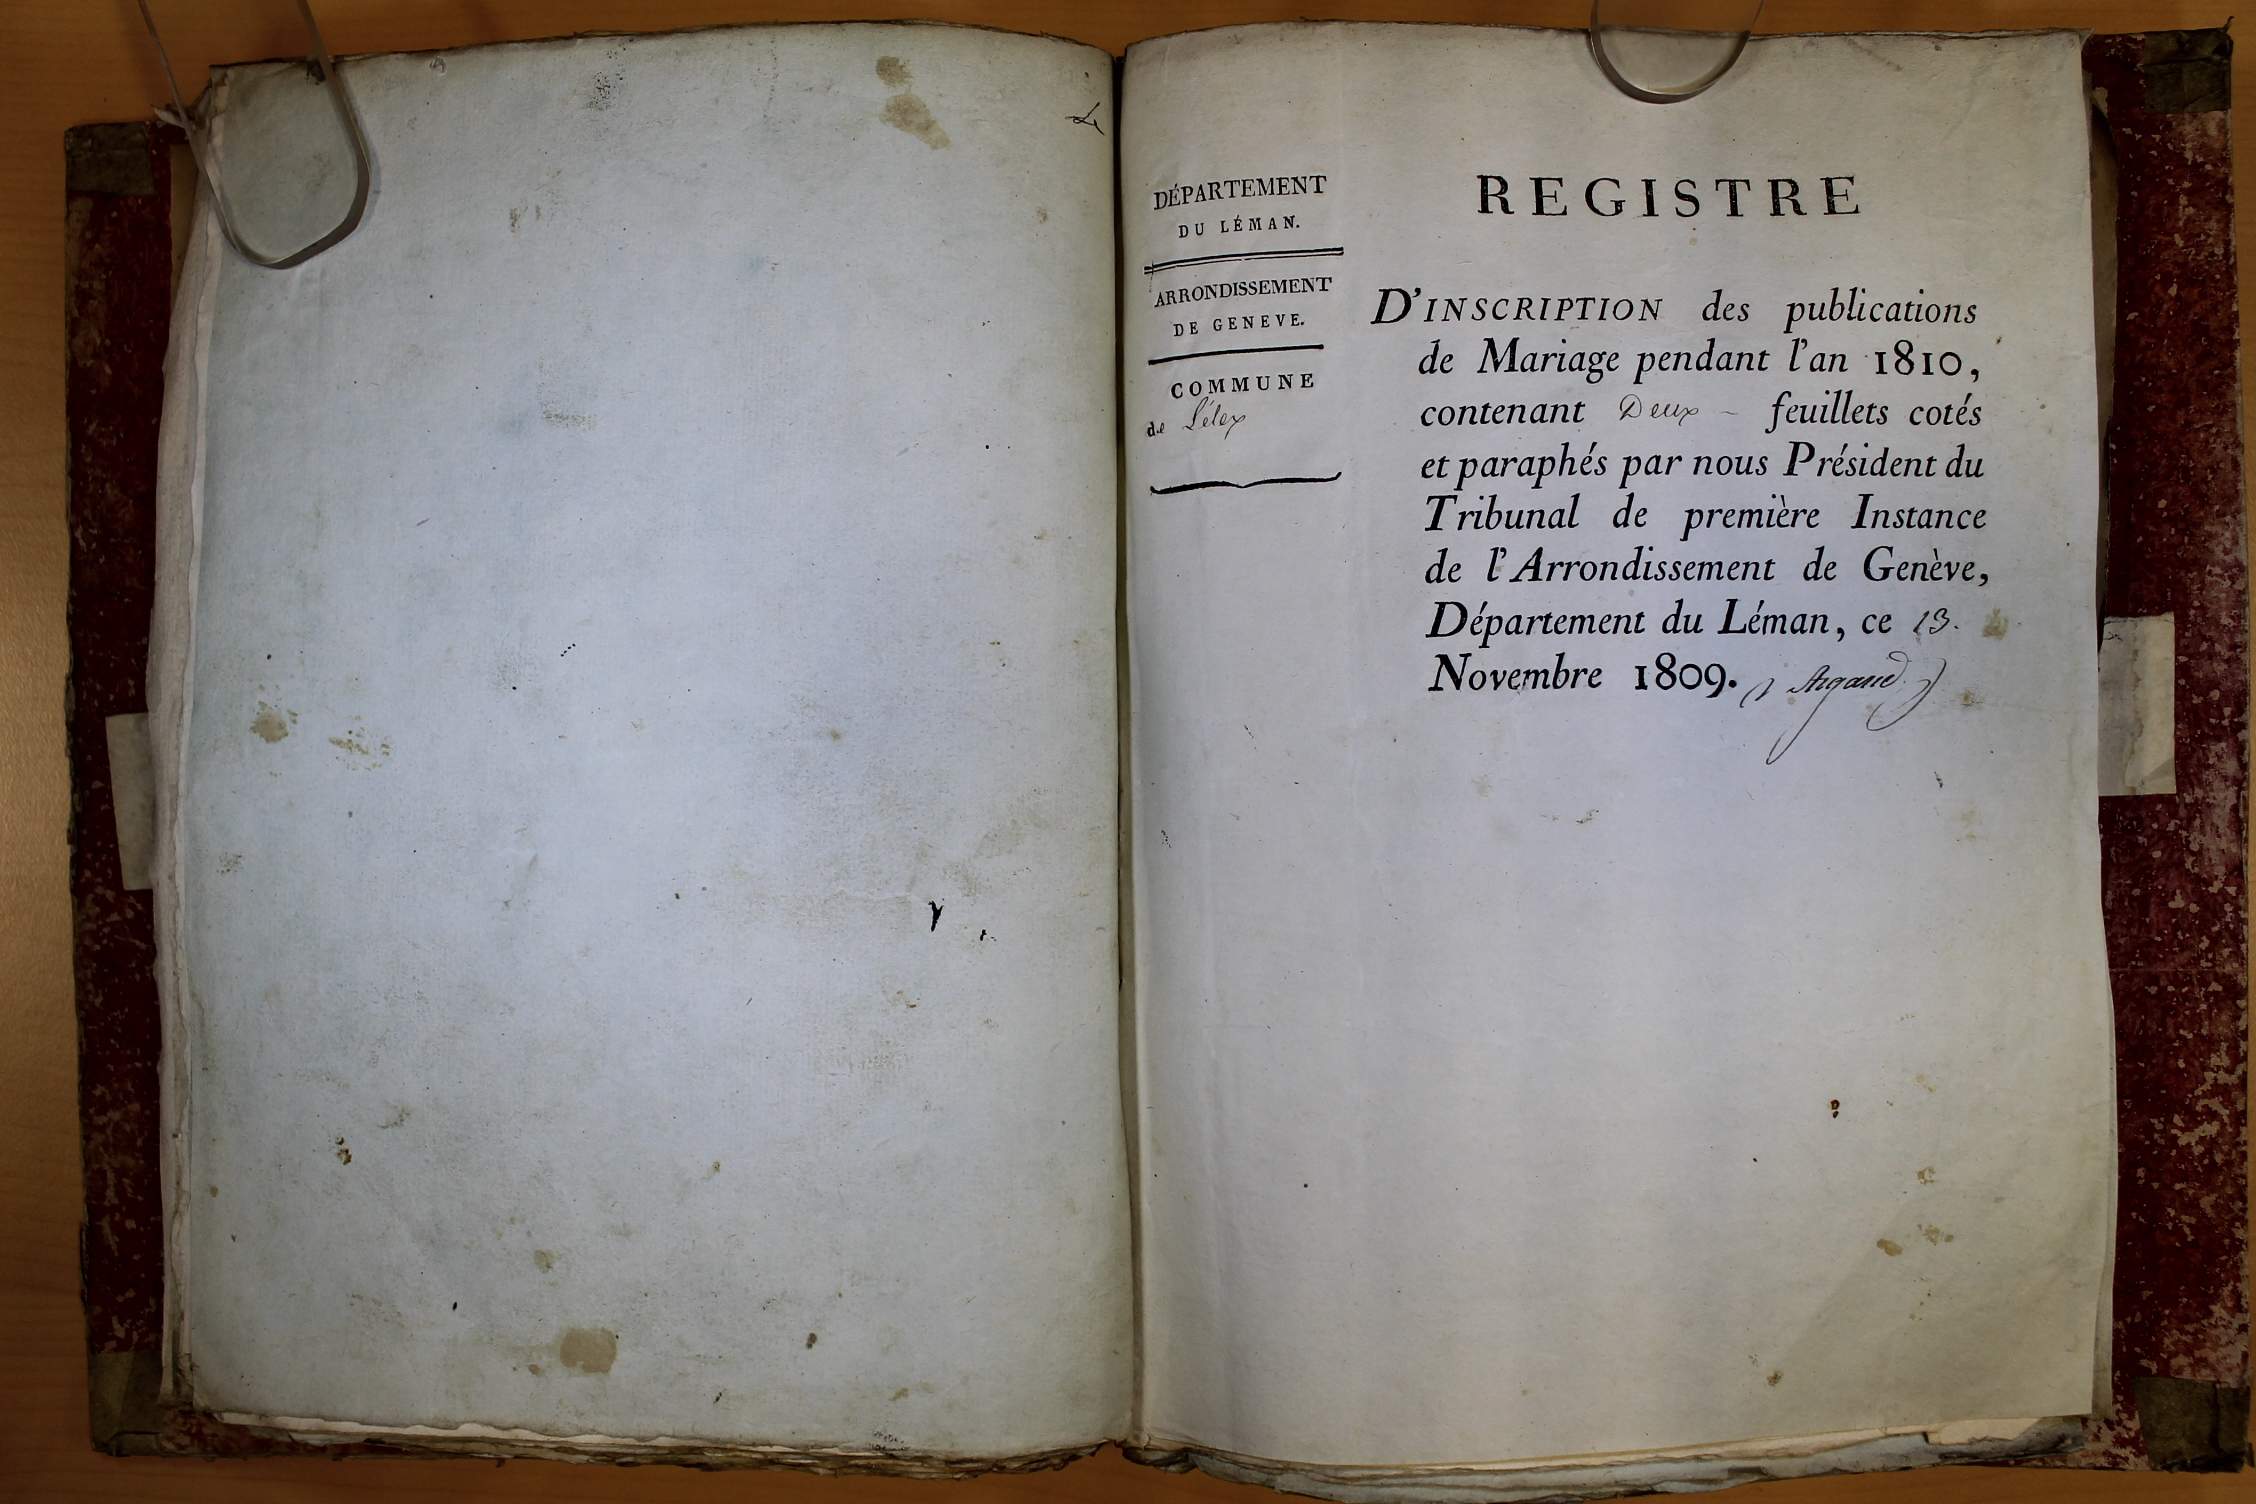 DÉPARTEMENT
DU LÉMAN.
ARRONDISSEMENT
DE GENEVE.
COMMUNE
de Lélex
REGISTRE
D'INSCRIPTION des publications
de Mariage pendant l'an 1810,
contenant Deux - feuillets cotés
et paraphés par nous Président du
Tribunal de première Instance
de l'Arrondissement de Genève,
Département du Léman, ce 13.
Novembre 1809. Argand